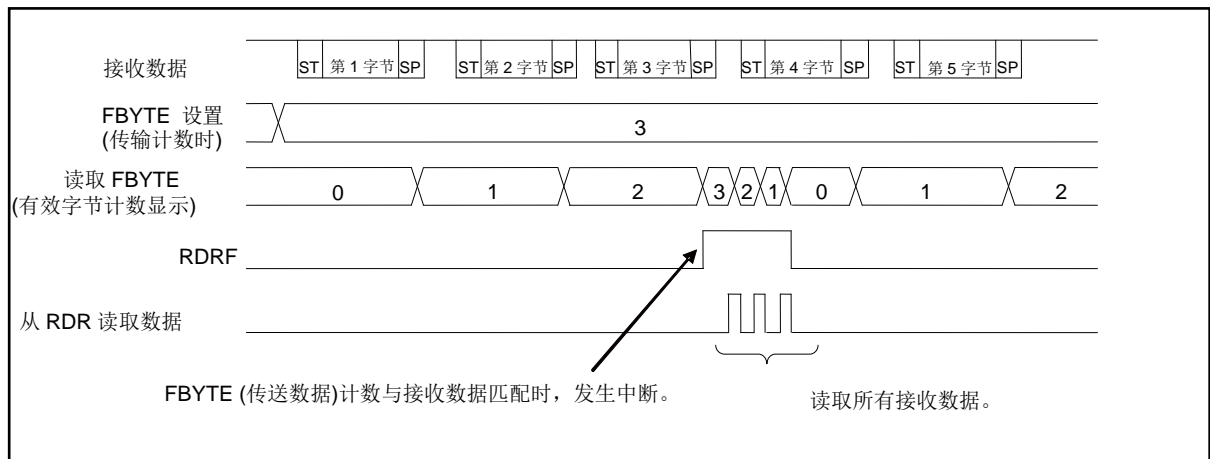 接收数据
ST 第 1 字节 SP ST 第 2 字节 SP ST 第 3 字节 SP ST 第 4 字节 SP ST 第 5 字节 SP
FBYTE 设置
(传输计数时)
3
读取 FBYTE
(有效字节计数显示)
0 1 2 3 2 1 0 1 2
RDRF
从 RDR 读取数据
FBYTE (传送数据)计数与接收数据匹配时，发生中断。
读取所有接收数据。